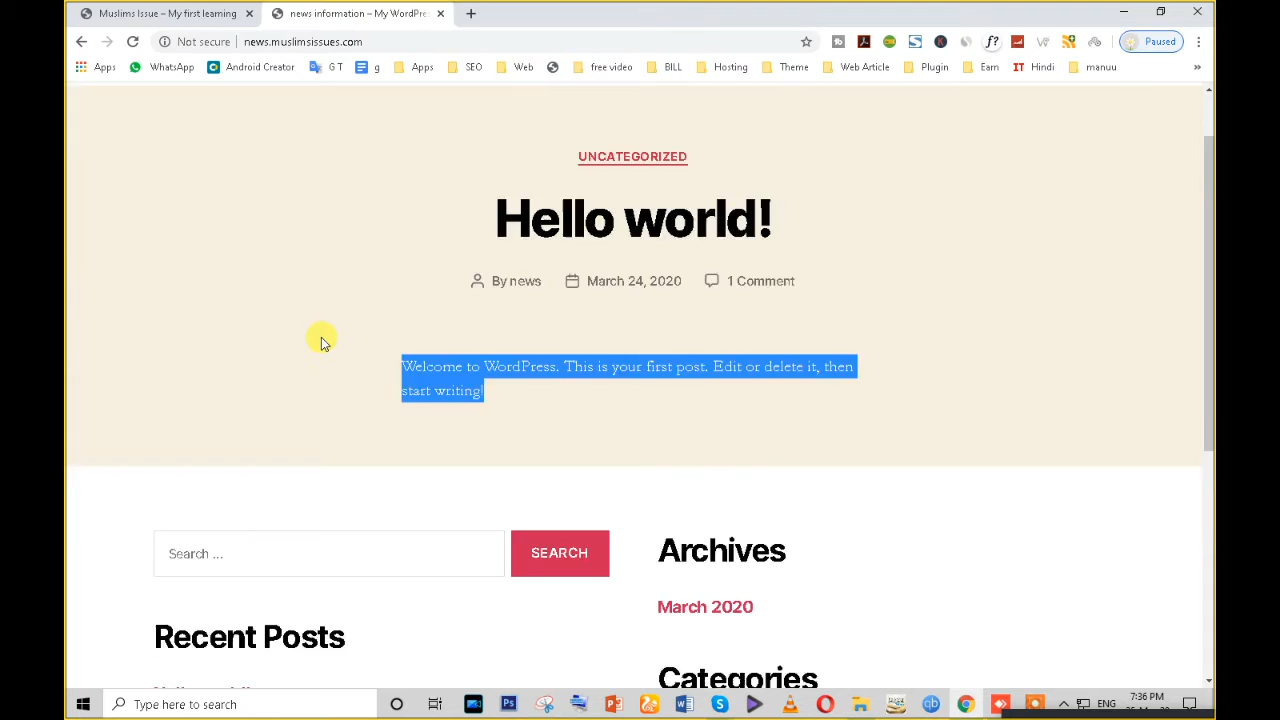 Muslims Issue – My first learning
news information – My WordPre
Not secure
news.muslimsissues.com
Paused
Apps
WhatsApp
Android Creator
G T
g
Apps
SEO
Web
free video
BILL
Hosting
Theme
Web Article
Plugin
Earn
Hindi
manuu
UNCATEGORIZED
Hello world!
By news
March 24, 2020
1 Comment
Welcome to WordPress. This is your first post. Edit or delete it, then
start writing!
Search ...
SEARCH
Archives
March 2020
Recent Posts
Categories
Type here to search
ENG
7:36 PM